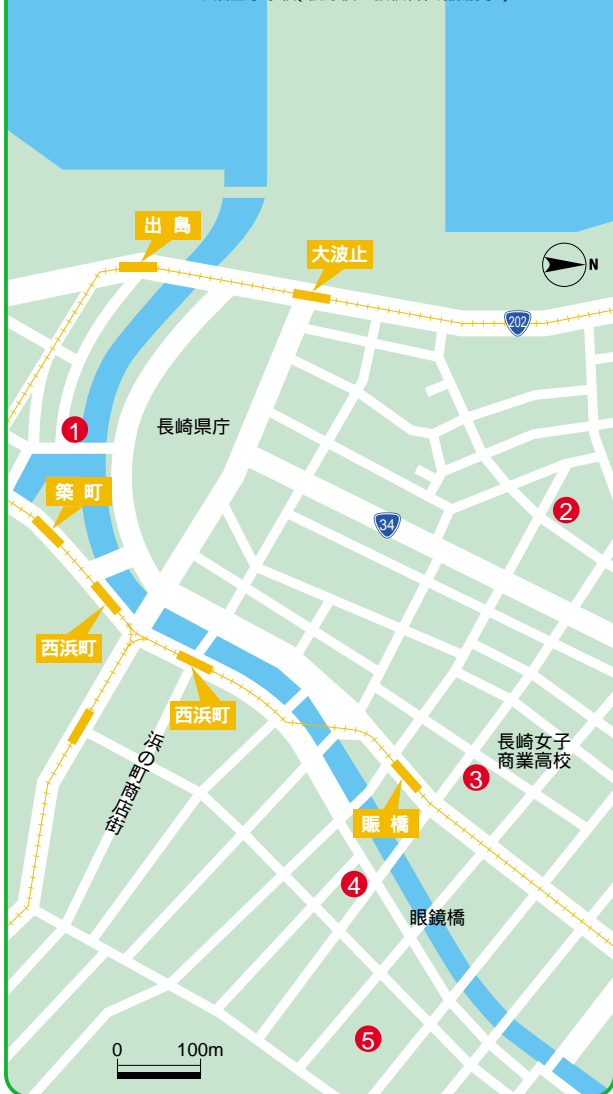 出 島
大波止
N
202
1
長崎県庁
築 町
2
34
西浜町
西浜町
浜の町商店街
長崎女子
商業高校
3
賑 橋
4
眼鏡橋
5
0 100m